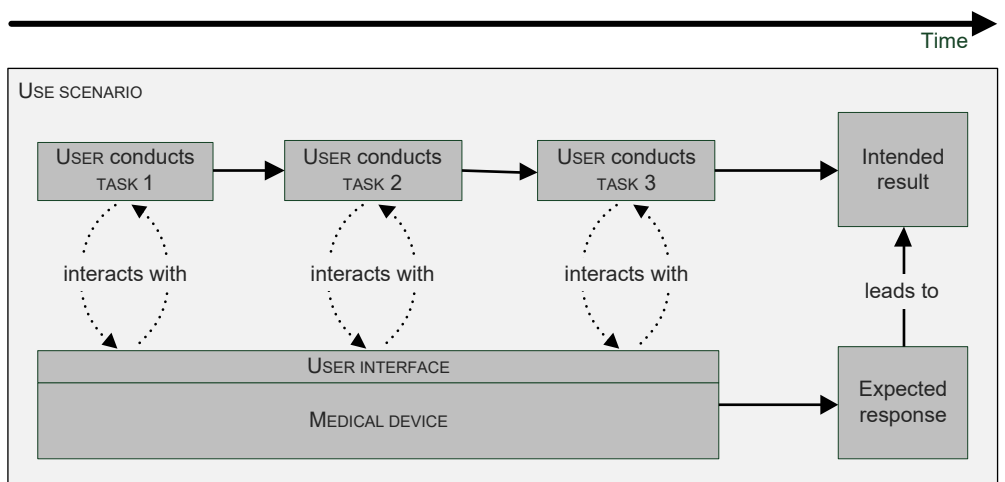 Time
USE SCENARIO
USER conducts
TASK 1
USER conducts
TASK 2
USER conducts
TASK 3
Intended
result
interacts with
interacts with
interacts with
leads to
USER INTERFACE
MEDICAL DEVICE
Expected
response